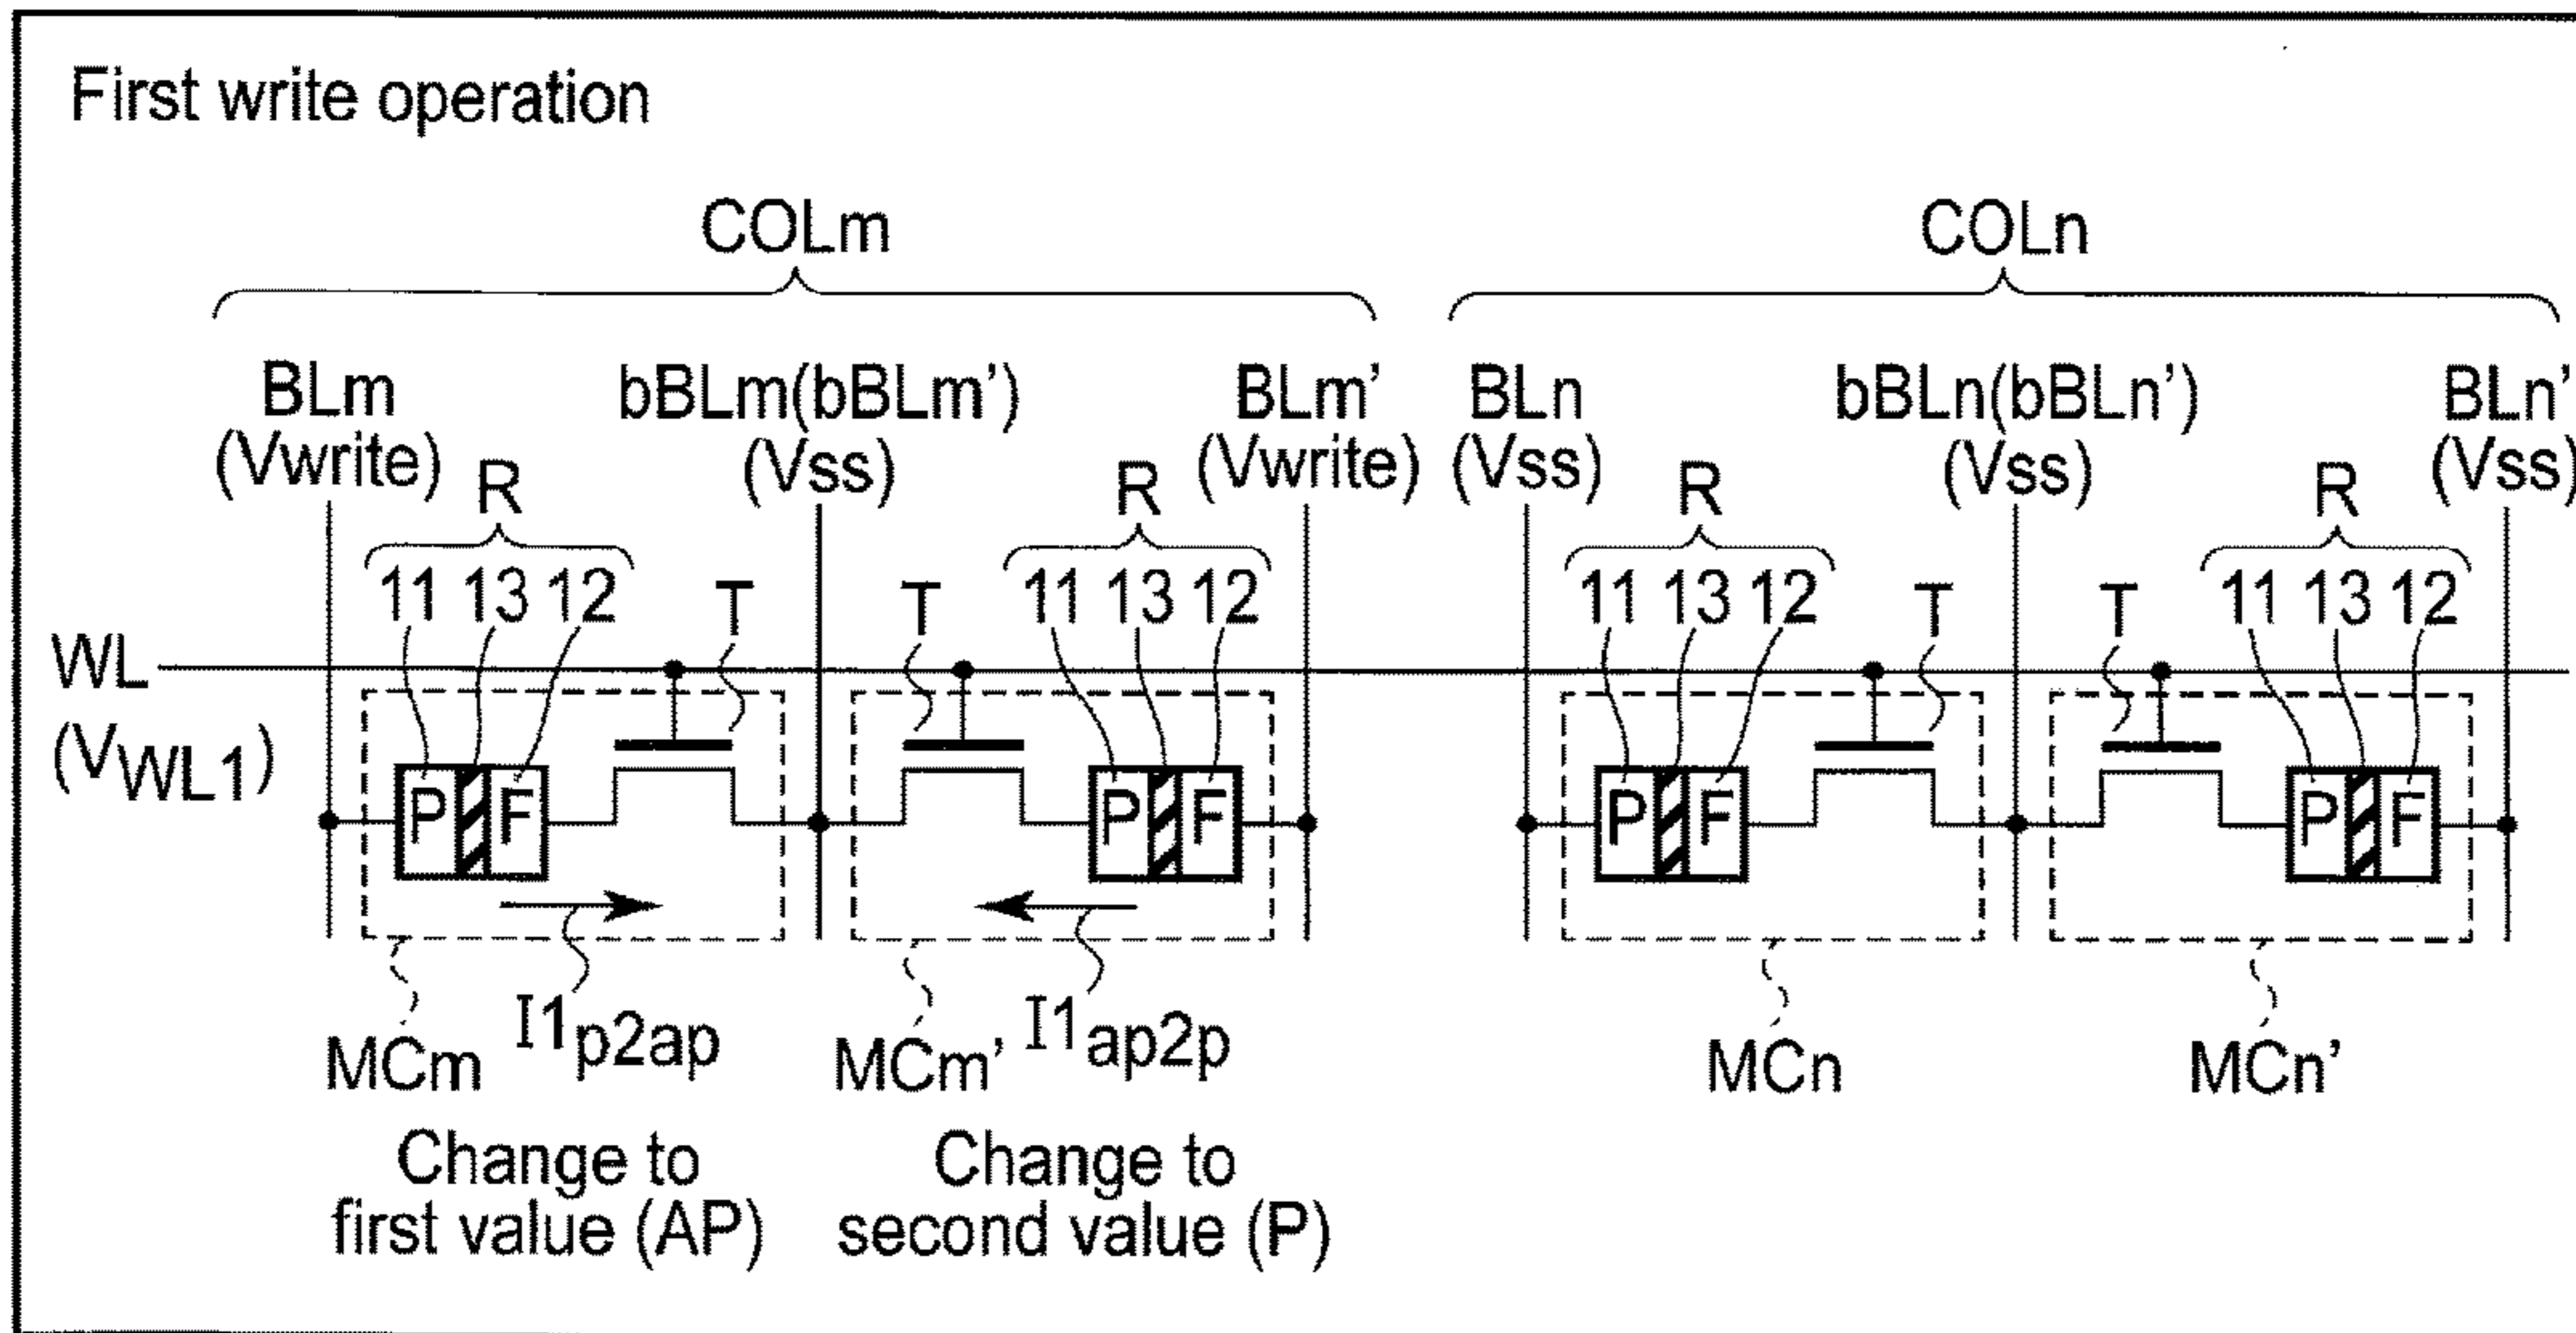 First write operation
COLm COLn
BLm bBLm(bBLm') BLm' BLn bBLn(bBLn') BLn'
(Vwrite) (Vss) (Vwrite) (Vss) (Vss) (Vss)
R R R R
11 13 12 T T 11 13 12 11 13 12 T T 11 13 12
WL
(VWL1)
P F P F P F P F
I1p2ap I1ap2p
MCm MCm' MCn MCn'
Change to Change to
first value (AP) second value (P)